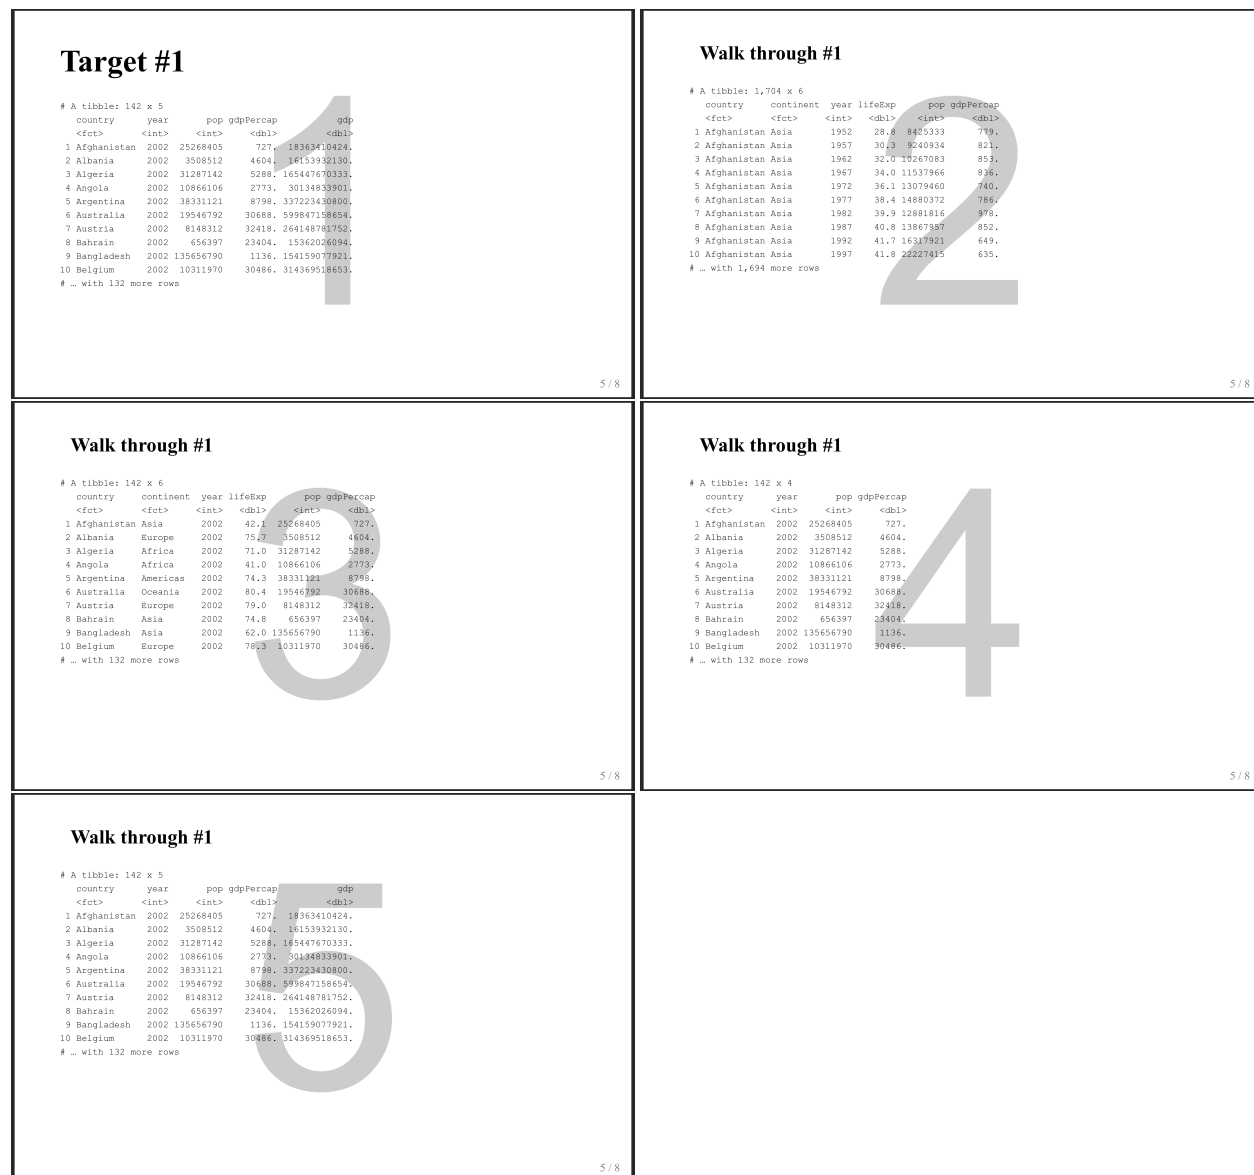 Target #1
# A tibble: 142 x 5
country year pop gdpPercap gdp
<fct> <int> <int> <dbl> <dbl>
1 Afghanistan 2002 25268405 727. 18363410424.
2 Albania 2002 3508512 4604. 16153932130.
3 Algeria 2002 31287142 5288. 165447670333.
4 Angola 2002 10866106 2773. 30134833901.
5 Argentina 2002 38331121 8798. 337223430800.
6 Australia 2002 19546792 30688. 599847158654.
7 Austria 2002 8148312 32418. 264148781752.
8 Bahrain 2002 656397 23404. 15362026094.
9 Bangladesh 2002 135656790 1136. 154159077921.
10 Belgium 2002 10311970 30486. 314369518653.
# … with 132 more rows
1
5 / 8
Walk through #1
# A tibble: 1,704 x 6
country continent year lifeExp pop gdpPercap
<fct> <fct> <int> <dbl> <int> <dbl>
1 Afghanistan Asia 1952 28.8 8425333 779.
2 Afghanistan Asia 1957 30.3 9240934 821.
3 Afghanistan Asia 1962 32.0 10267083 853.
4 Afghanistan Asia 1967 34.0 11537966 836.
5 Afghanistan Asia 1972 36.1 13079460 740.
6 Afghanistan Asia 1977 38.4 14880372 786.
7 Afghanistan Asia 1982 39.9 12881816 978.
8 Afghanistan Asia 1987 40.8 13867957 852.
9 Afghanistan Asia 1992 41.7 16317921 649.
10 Afghanistan Asia 1997 41.8 22227415 635.
# … with 1,694 more rows
2
5 / 8
Walk through #1
# A tibble: 142 x 6
country continent year lifeExp pop gdpPercap
<fct> <fct> <int> <dbl> <int> <dbl>
1 Afghanistan Asia 2002 42.1 25268405 727.
2 Albania Europe 2002 75.7 3508512 4604.
3 Algeria Africa 2002 71.0 31287142 5288.
4 Angola Africa 2002 41.0 10866106 2773.
5 Argentina Americas 2002 74.3 38331121 8798.
6 Australia Oceania 2002 80.4 19546792 30688.
7 Austria Europe 2002 79.0 8148312 32418.
8 Bahrain Asia 2002 74.8 656397 23404.
9 Bangladesh Asia 2002 62.0 135656790 1136.
10 Belgium Europe 2002 78.3 10311970 30486.
# … with 132 more rows
3
5 / 8
Walk through #1
# A tibble: 142 x 4
country year pop gdpPercap
<fct> <int> <int> <dbl>
1 Afghanistan 2002 25268405 727.
2 Albania 2002 3508512 4604.
3 Algeria 2002 31287142 5288.
4 Angola 2002 10866106 2773.
5 Argentina 2002 38331121 8798.
6 Australia 2002 19546792 30688.
7 Austria 2002 8148312 32418.
8 Bahrain 2002 656397 23404.
9 Bangladesh 2002 135656790 1136.
10 Belgium 2002 10311970 30486.
# … with 132 more rows
4
5 / 8
Walk through #1
# A tibble: 142 x 5
country year pop gdpPercap gdp
<fct> <int> <int> <dbl> <dbl>
1 Afghanistan 2002 25268405 727. 18363410424.
2 Albania 2002 3508512 4604. 16153932130.
3 Algeria 2002 31287142 5288. 165447670333.
4 Angola 2002 10866106 2773. 30134833901.
5 Argentina 2002 38331121 8798. 337223430800.
6 Australia 2002 19546792 30688. 599847158654.
7 Austria 2002 8148312 32418. 264148781752.
8 Bahrain 2002 656397 23404. 15362026094.
9 Bangladesh 2002 135656790 1136. 154159077921.
10 Belgium 2002 10311970 30486. 314369518653.
# … with 132 more rows
5
5 / 8